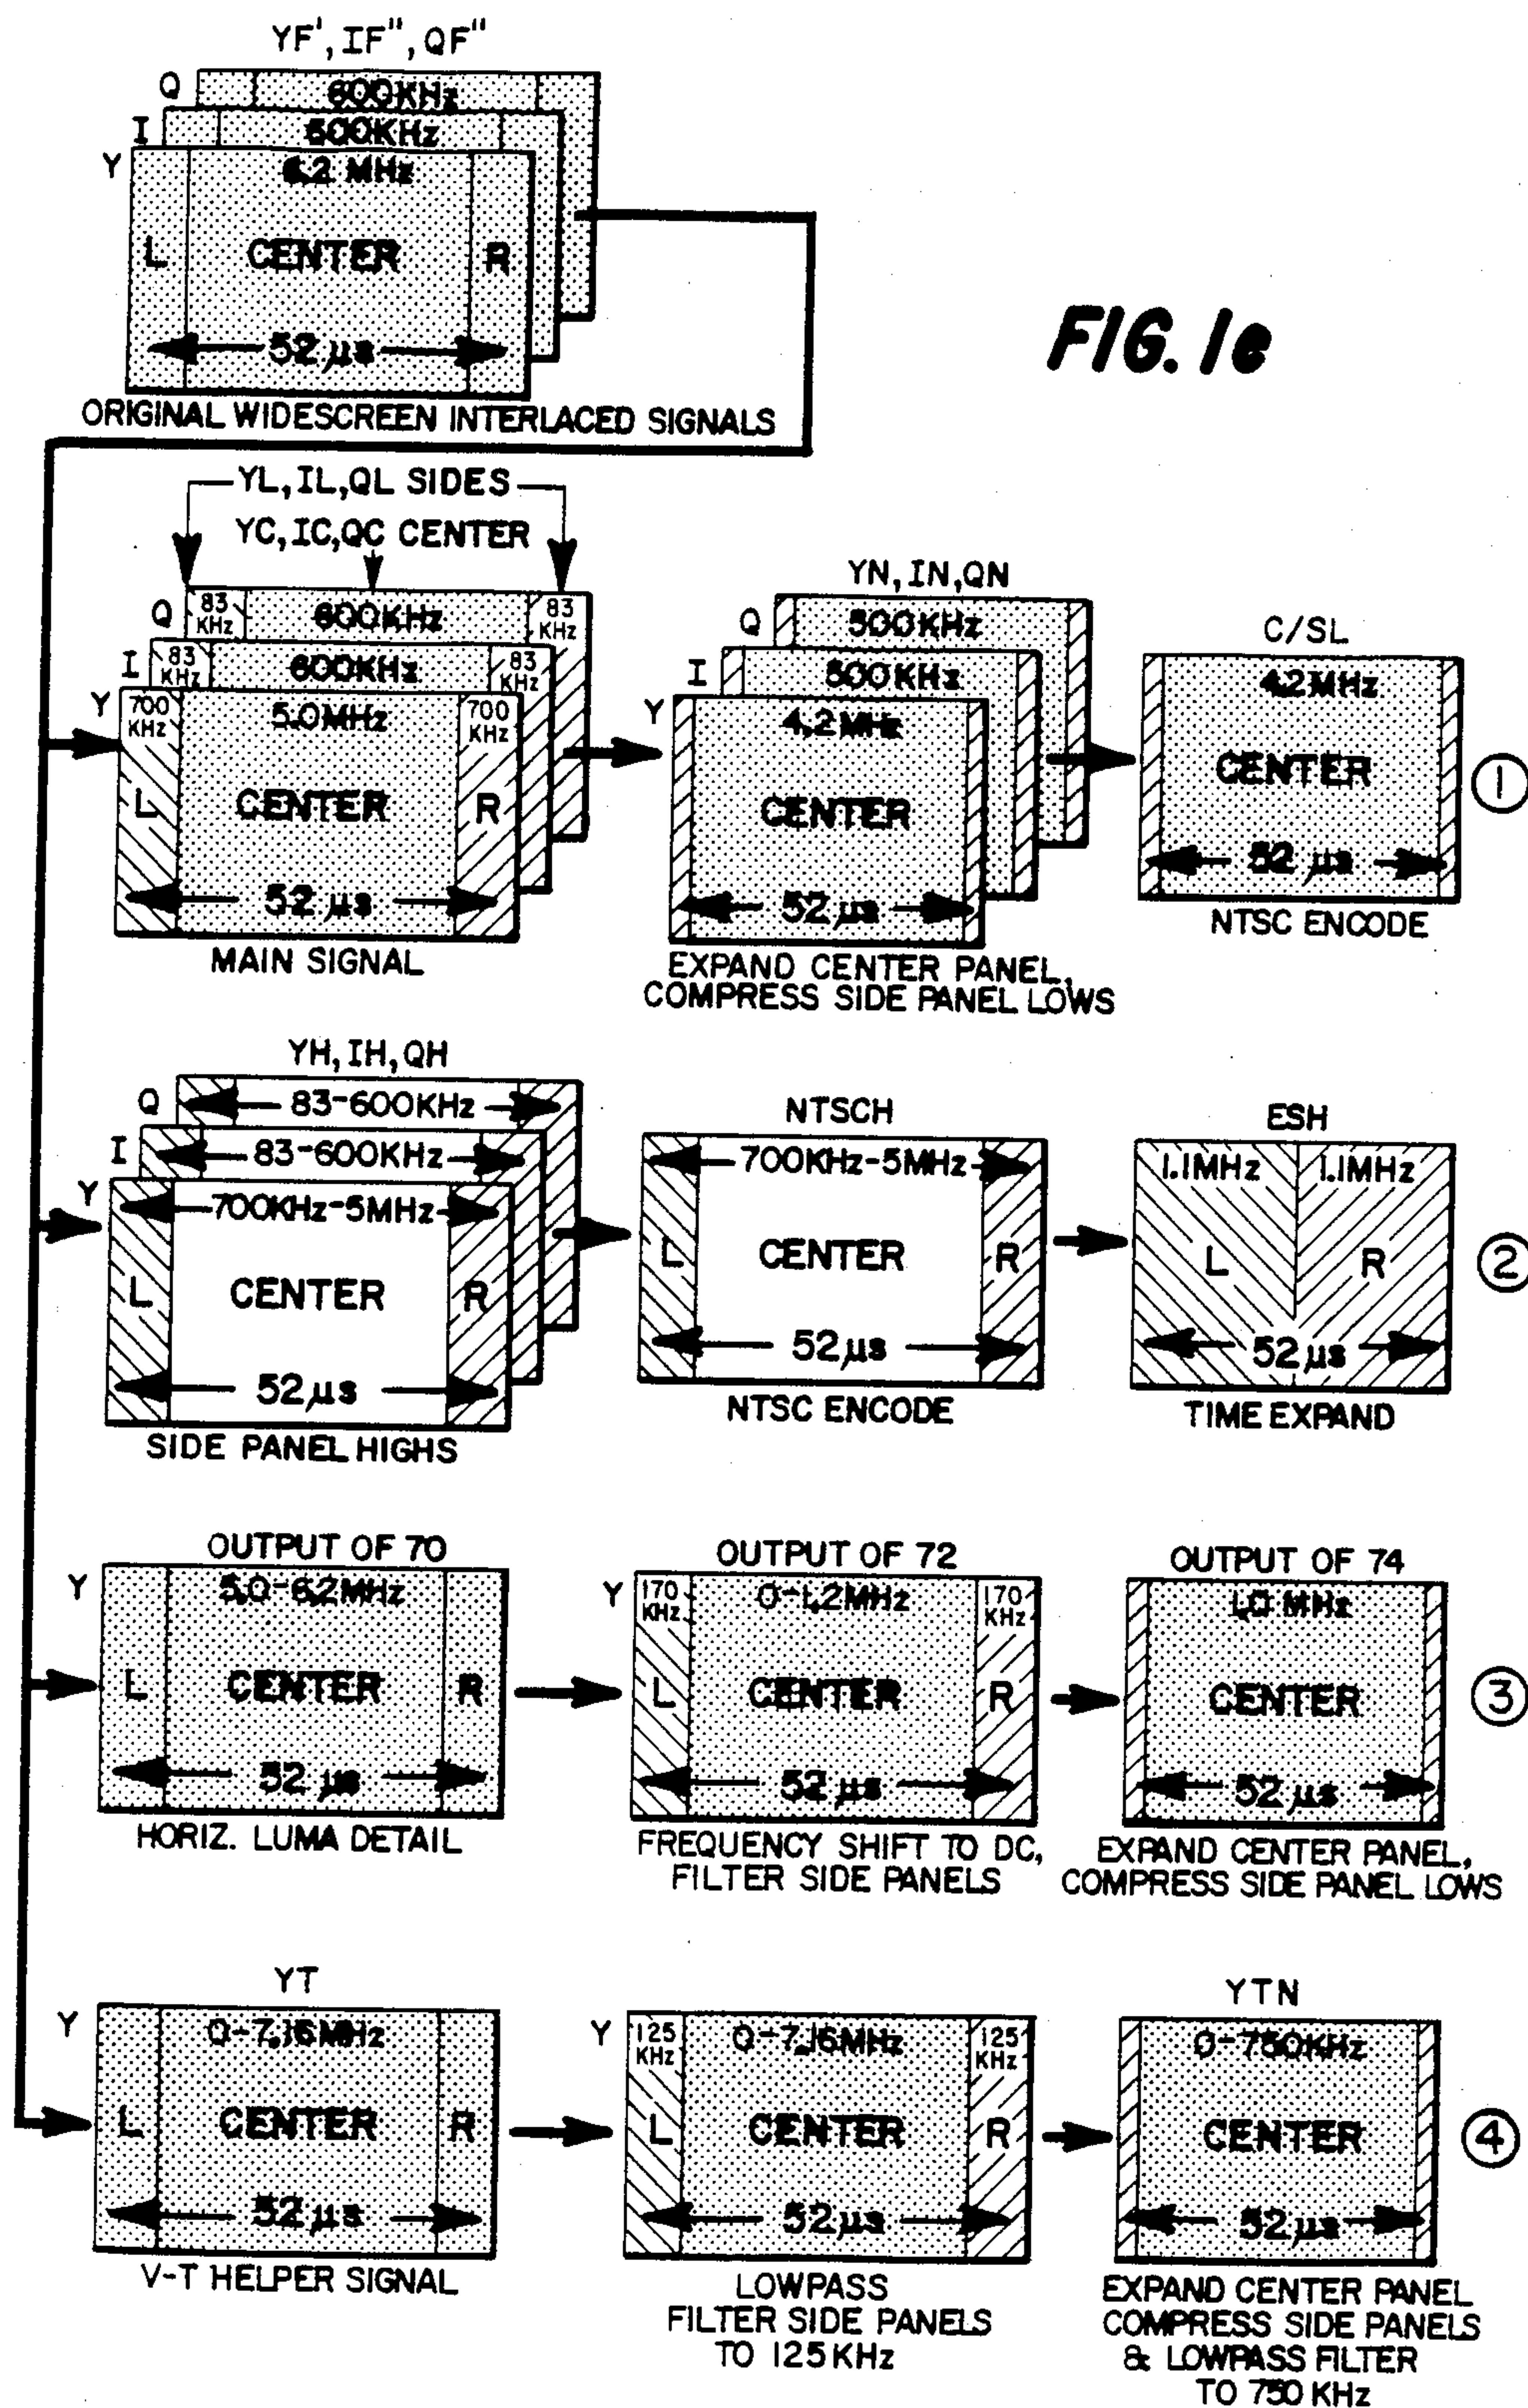 YF', IF", QF"
Q
600KHz
I
600KHz
Y
6.2 MHz
L CENTER R
52 µs
ORIGINAL WIDESCREEN INTERLACED SIGNALS
FIG. 1e
YL, IL, QL SIDES
YC, IC, QC CENTER
Q
83 KHz
600KHz
83 KHz
I
83 KHz
600KHz
83 KHz
Y
700 KHz
5.0MHz
700 KHz
L CENTER R
52 µs
MAIN SIGNAL
YN, IN, QN
Q
500KHz
I
500KHz
Y
4.2 MHz
CENTER
52 µs
EXPAND CENTER PANEL,
COMPRESS SIDE PANEL LOWS
C/SL
4.2MHz
CENTER
52 µs
NTSC ENCODE
1
YH, IH, QH
Q
83-600KHz
I
83-600KHz
Y
700KHz-5MHz
L CENTER R
52 µs
SIDE PANEL HIGHS
NTSCH
700KHz-5MHz
L CENTER R
52 µs
NTSC ENCODE
ESH
1.1MHz 1.1MHz
L R
52 µs
TIME EXPAND
2
OUTPUT OF 70
Y
5.0-6.2MHz
L CENTER R
52 µs
HORIZ. LUMA DETAIL
OUTPUT OF 72
Y
170 KHz
0-1.2MHz
170 KHz
L CENTER R
52 µs
FREQUENCY SHIFT TO DC,
FILTER SIDE PANELS
OUTPUT OF 74
1.0 MHz
CENTER
52 µs
EXPAND CENTER PANEL,
COMPRESS SIDE PANEL LOWS
3
YT
Y
0-7.16MHz
L CENTER R
52 µs
V-T HELPER SIGNAL
Y
125 KHz
0-7.16MHz
125 KHz
L CENTER R
52 µs
LOWPASS
FILTER SIDE PANELS
TO 125 KHz
YTN
0-750KHz
CENTER
52 µs
EXPAND CENTER PANEL
COMPRESS SIDE PANELS
& LOWPASS FILTER
TO 750 KHz
4